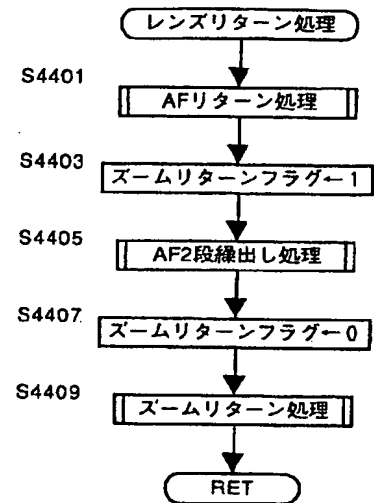 レンズリターン処理
S4401
AFリターン処理
S4403
ズームリターンフラグ←1
S4405
AF2段繰出し処理
S4407
ズームリターンフラグ←0
S4409
ズームリターン処理
RET